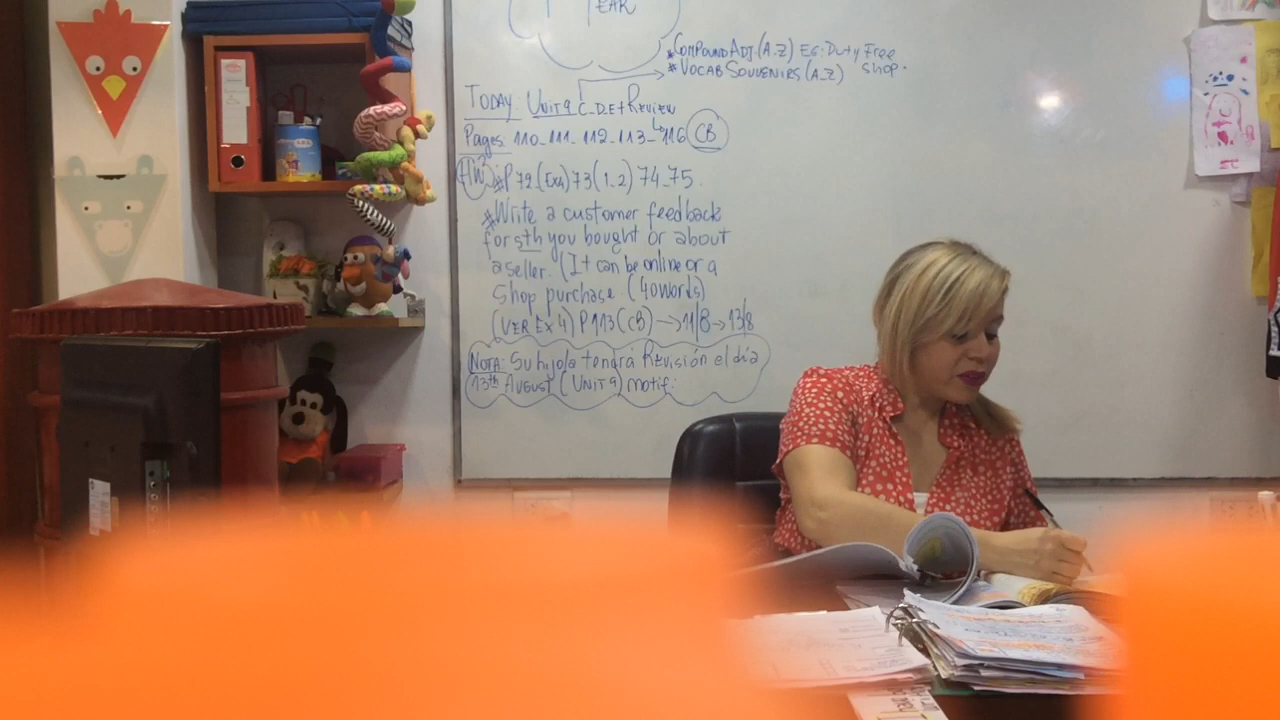 EAR
*COMPOUND ADJ. (A-Z) EG: Duty Free
# VOCAB SOUVENIRS (A-Z) Shop.
TODAY: UNIT 9 C-D-E+ REVIEW
Pages: 110-111-112-113-116 CB
HW #P 72 (EX4) 73 (1-2) 74-75.
#Write a customer feedback
for sth you bought or about
a seller. (It can be online or a
shop purchase. (40 words)
(VER EX 4) P 113 (CB) → 11/8 → 13/8
NOTA: Su hijo/a tendrá REVISIÓN el día
13th AUGUST (UNIT 9) motif: